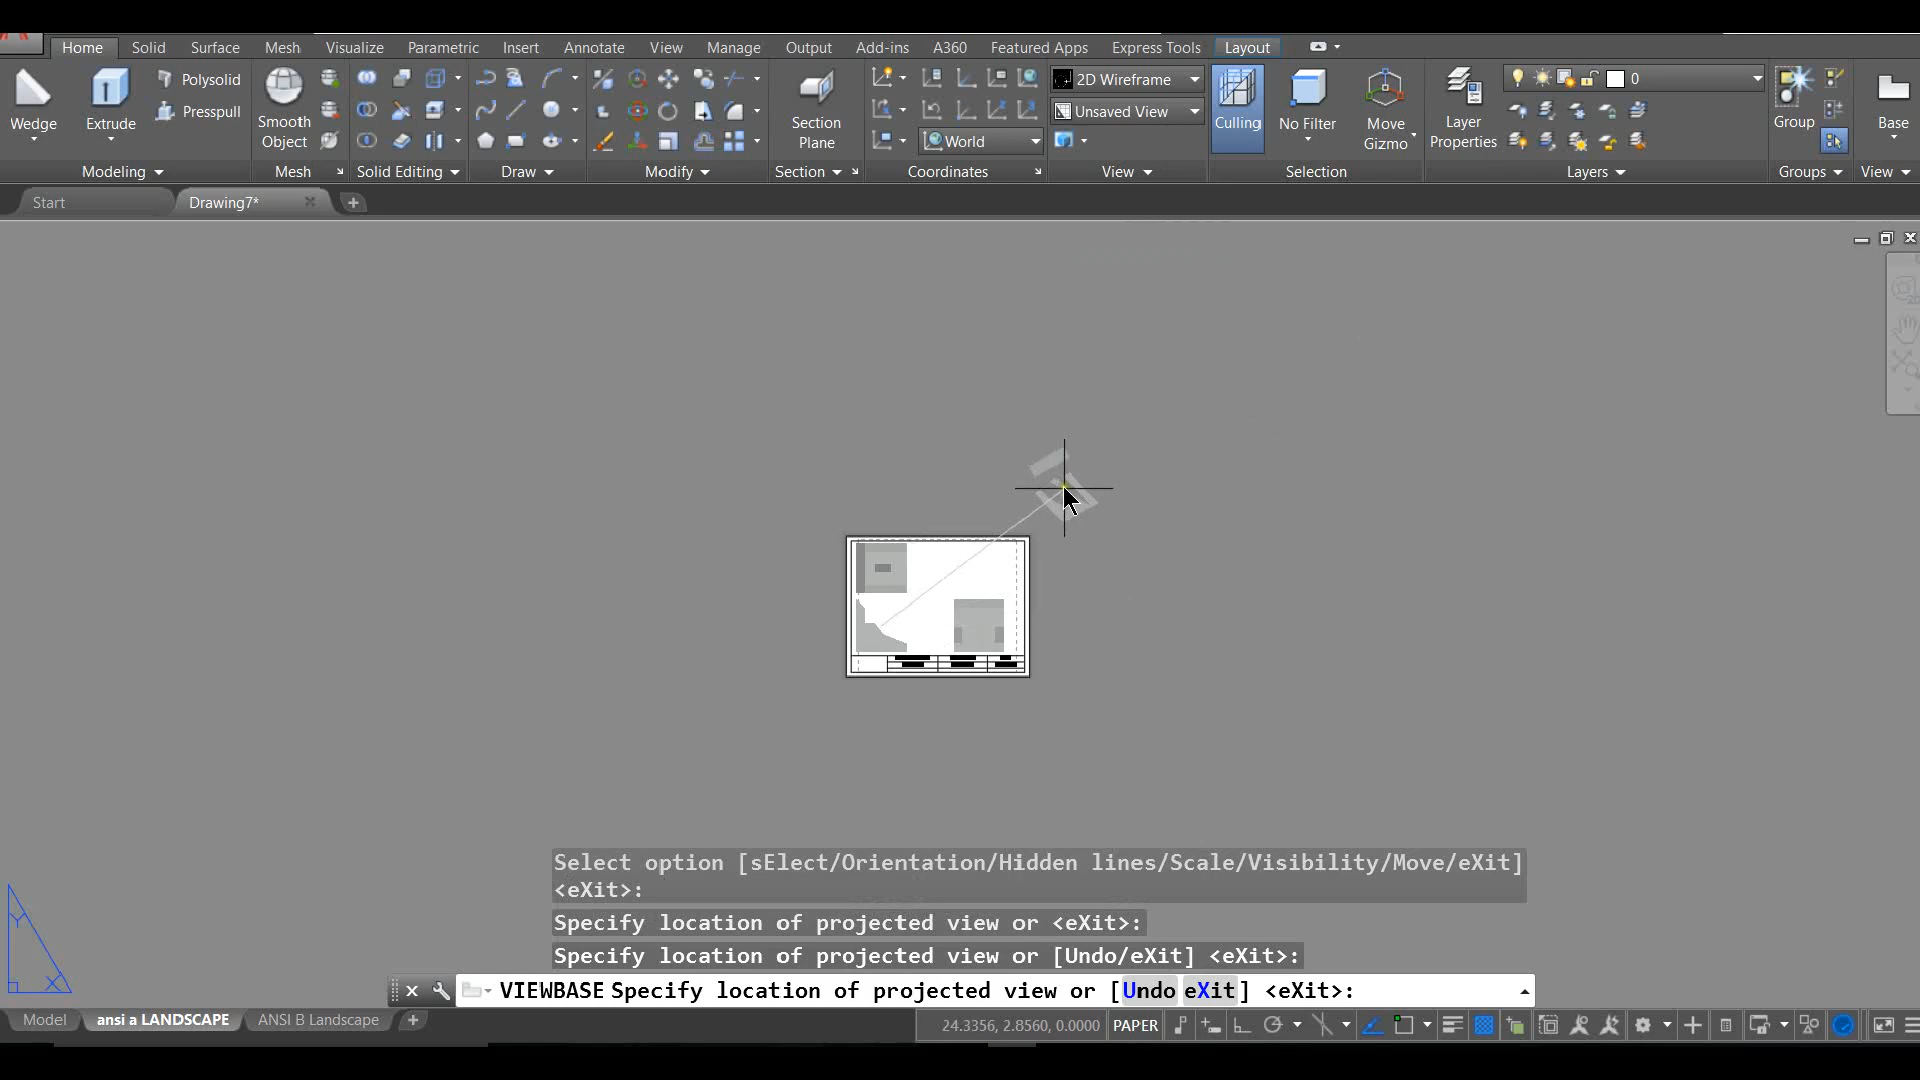 Home Solid Surface Mesh Visualize Parametric Insert Annotate View Manage Output Add-ins A360 Featured Apps Express Tools Layout
Wedge
Extrude
Polysolid
Presspull
Smooth
Object
Section
Plane
World
2D Wireframe
Unsaved View
Culling
No Filter
Move
Gizmo
Layer
Properties
0
Group
Base
Modeling Mesh Solid Editing Draw Modify Section Coordinates View Selection Layers Groups View
Start Drawing7*
Select option [sElect/Orientation/Hidden lines/Scale/Visibility/Move/eXit]
<eXit>:
Specify location of projected view or <eXit>:
Specify location of projected view or [Undo/eXit] <eXit>:
VIEWBASE Specify location of projected view or [Undo eXit] <eXit>:
Y
X
Model ansi a LANDSCAPE ANSI B Landscape
24.3356, 2.8560, 0.0000 PAPER